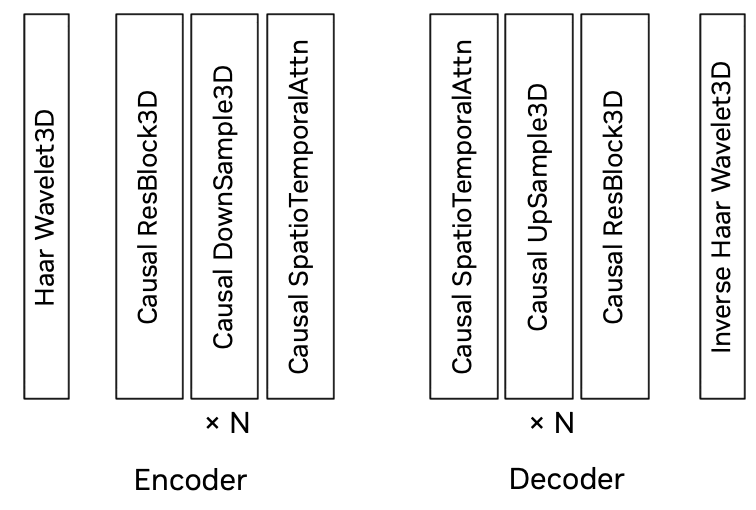 Haar Wavelet3D
Causal ResBlock3D
Causal DownSample3D
Causal SpatioTemporalAttn
× N
Encoder
Causal SpatioTemporalAttn
Causal UpSample3D
Causal ResBlock3D
× N
Decoder
Inverse Haar Wavelet3D